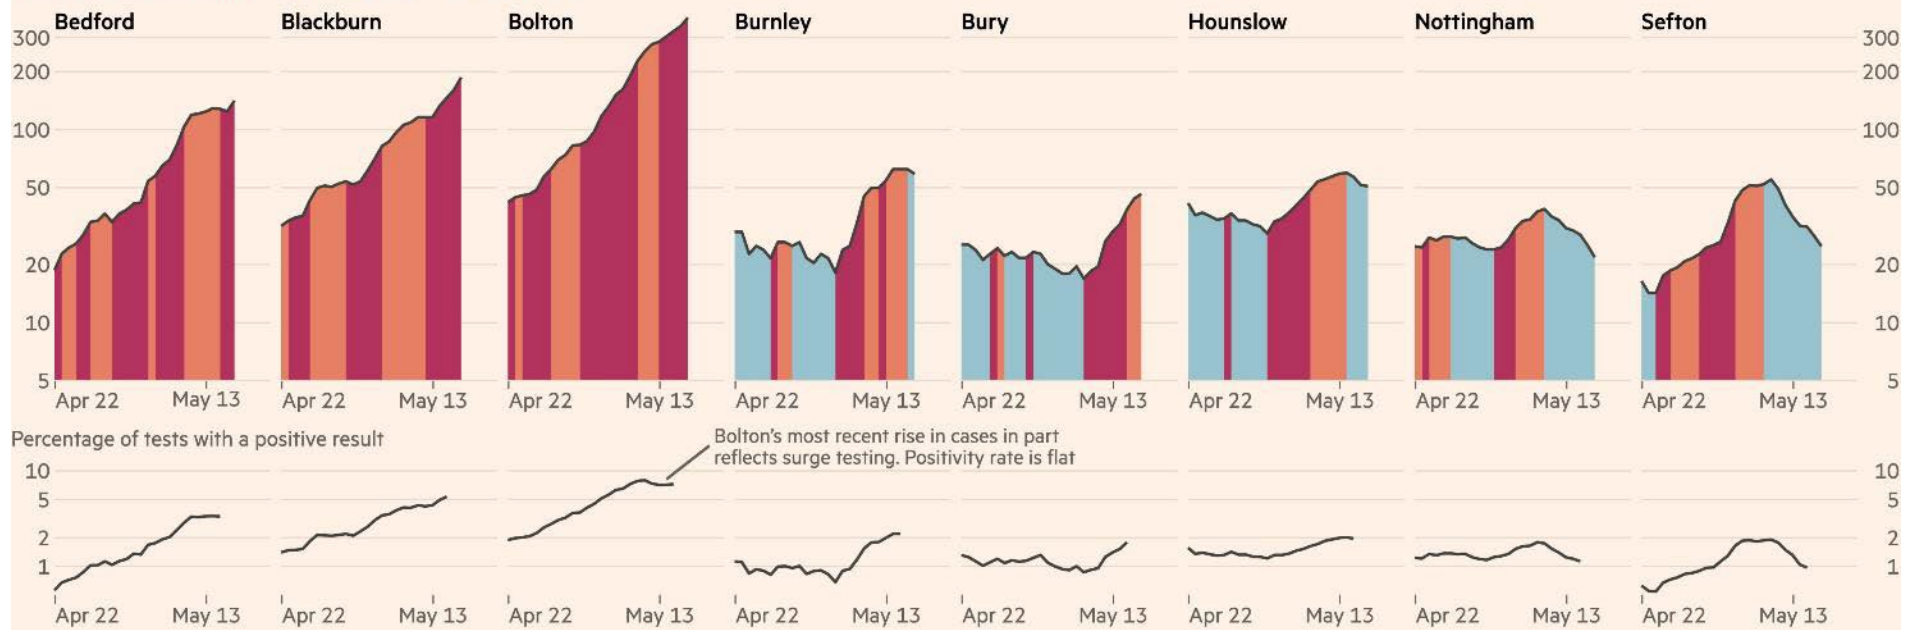 Bedford Blackburn Bolton Burnley Bury Hounslow Nottingham Sefton
300 300
200 200
100 100
50 50
20 20
10 10
5 5
Apr 22 May 13 Apr 22 May 13 Apr 22 May 13 Apr 22 May 13 Apr 22 May 13 Apr 22 May 13 Apr 22 May 13 Apr 22 May 13
Percentage of tests with a positive result
Bolton's most recent rise in cases in part
reflects surge testing. Positivity rate is flat
10 10
5 5
2 2
1 1
Apr 22 May 13 Apr 22 May 13 Apr 22 May 13 Apr 22 May 13 Apr 22 May 13 Apr 22 May 13 Apr 22 May 13 Apr 22 May 13